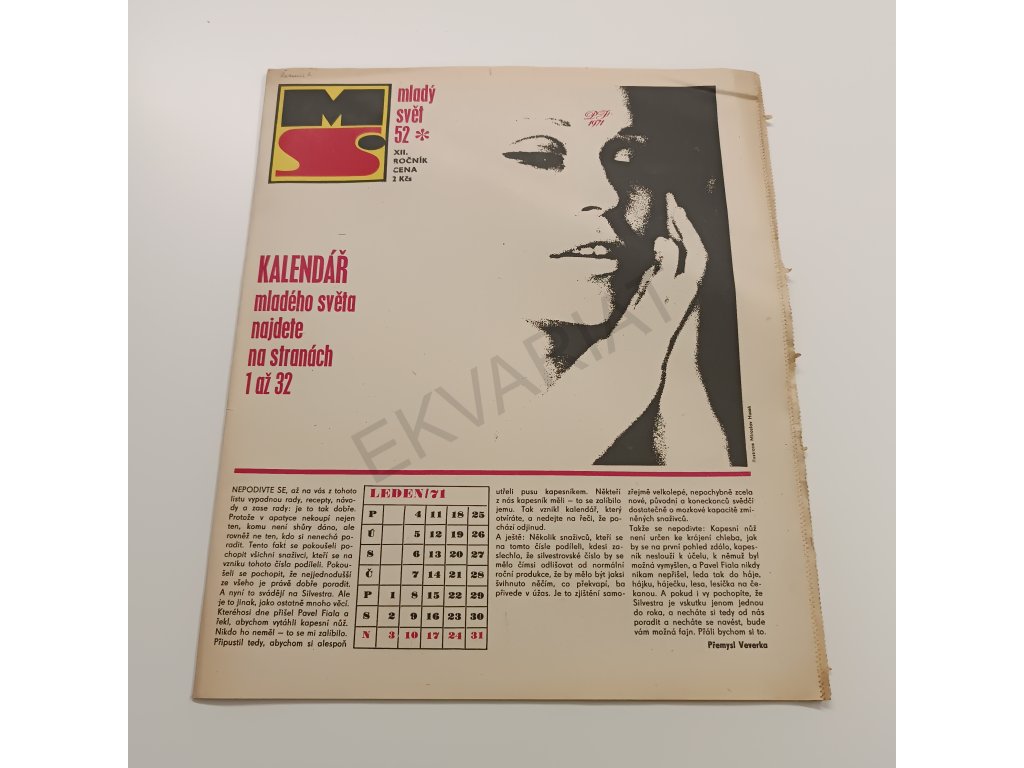 MS
mladý
svět
52 *
XII.
ROČNÍK
CENA
2 Kčs
PF
1971
KALENDÁŘ
mladého světa
najdete
na stranách
1 až 32
EKVARIAT
NEPODIVTE SE, až na vás z tohoto
listu vypadnou rady, recepty, návo-
dy a zase rady: je to tak dobře.
Protože v apatyce nekoupí nejen
ten, komu není shůry dáno, ale
rovněž ne ten, kdo si nenechá po-
radit. Tento fakt se pokoušeli po-
chopit všichni snaživci, kteří se na
vzniku tohoto čísla podíleli. Pokou-
šeli se pochopit, že nejjednodušší
ze všeho je právě dobře poradit.
A nyní to svádějí na Silvestra. Ale
je to jinak, jako ostatně mnoho věcí.
Kteréhosi dne přišel Pavel Fiala a
řekl, abychom vytáhli kapesní nůž.
Nikdo ho neměl – to se mi zalíbilo.
Připustil tedy, abychom si alespoň
LEDEN/71
P 4 11 18 25
Ú 5 12 19 26
S 6 13 20 27
Č 7 14 21 28
P 1 8 15 22 29
S 2 9 16 23 30
N 3 10 17 24 31
utřeli pusu kapesníkem. Někteří
z nás kapesník měli – to se zalíbilo
jemu. Tak vznikl kalendář, který
otvíráte, a nedejte na řeči, že po-
chází odjinud.
A ještě: Několik snaživců, kteří se
na tomto čísle podíleli, kdesi za-
slechlo, že silvestrovské číslo by se
mělo čímsi odlišovat od normální
roční produkce, že by mělo být jaksi
švihnuto něčím, co překvapí, ba
přivede v úžas. Je to zjištění samo-
zřejmě velkolepé, nepochybně zcela
nové, původní a koneckonců svědčí
dostatečně o mozkové kapacitě zmí-
něných snaživců.
Takže se nepodivte: Kapesní nůž
není určen ke krájení chleba, jak
by se na první pohled zdálo, kapes-
ník neslouží k účelu, k němuž byl
možná vymyšlen, a Pavel Fiala nikdy
nikam nepřišel, leda tak do háje,
hájku, háječku, lesa, lesíčka na če-
kanou. A pokud i vy pochopíte, že
Silvestra je vskutku jenom jednou
do roka, a necháte si tedy od nás
poradit a necháte se navést, bude
vám možná fajn. Přáli bychom si to.
Přemysl Veverka